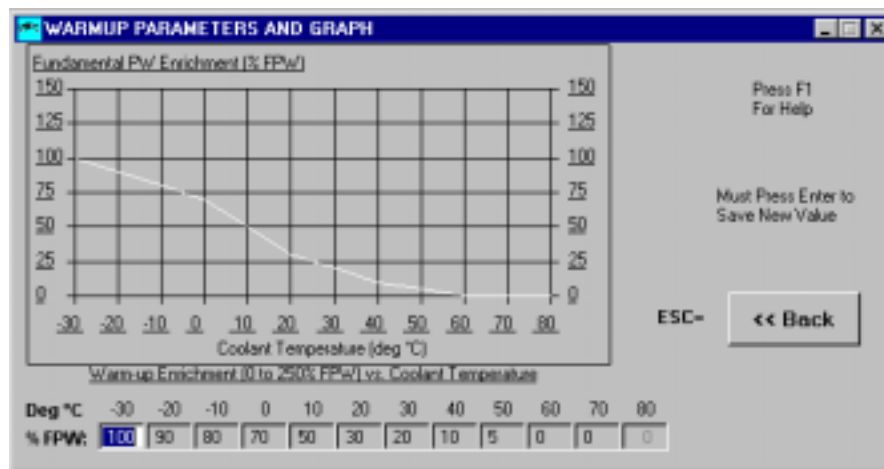 WARMUP PARAMETERS AND GRAPH
Fundamental PW Enrichment (% FPW)
150 150
125 125
100 100
75 75
50 50
25 25
0 0
-30 -20 -10 0 10 20 30 40 50 60 70 80
Coolant Temperature (deg °C)
Press F1
For Help
Must Press Enter to
Save New Value
ESC= << Back
Warm-up Enrichment (0 to 250% FPW) vs. Coolant Temperature
Deg °C -30 -20 -10 0 10 20 30 40 50 60 70 80
% FPW: 100 90 80 70 50 30 20 10 5 0 0 0